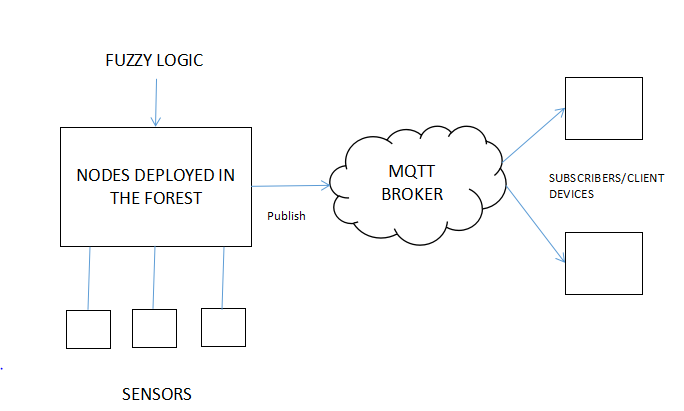 FUZZY LOGIC
NODES DEPLOYED IN
THE FOREST
Publish
MQTT
BROKER
SUBSCRIBERS/CLIENT
DEVICES
SENSORS